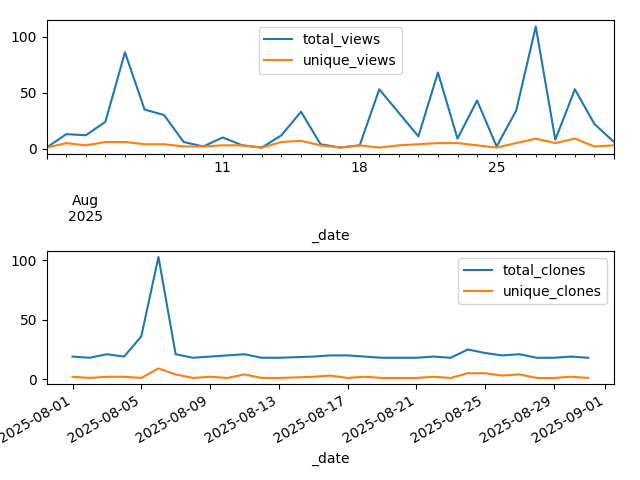 100
50
0
total_views
unique_views
11
18
25
Aug
2025
_date
100
50
0
total_clones
unique_clones
2025-08-01
2025-08-05
2025-08-09
2025-08-13
2025-08-17
2025-08-21
2025-08-25
2025-08-29
2025-09-01
_date